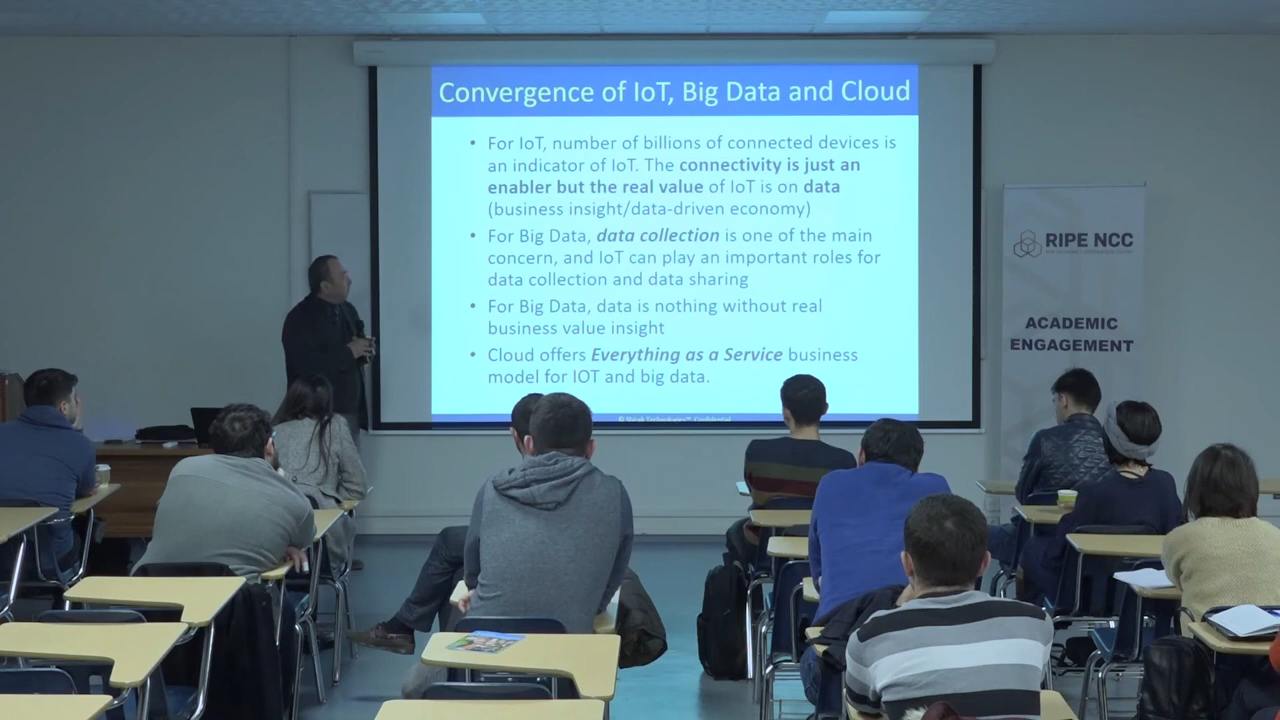 Convergence of IoT, Big Data and Cloud
• For IoT, number of billions of connected devices is
an indicator of IoT. The connectivity is just an
enabler but the real value of IoT is on data
(business insight/data-driven economy)
• For Big Data, data collection is one of the main
concern, and IoT can play an important roles for
data collection and data sharing
• For Big Data, data is nothing without real
business value insight
• Cloud offers Everything as a Service business
model for IOT and big data.
Technologies™ Confidential
RIPE NCC
ACADEMIC
ENGAGEMENT